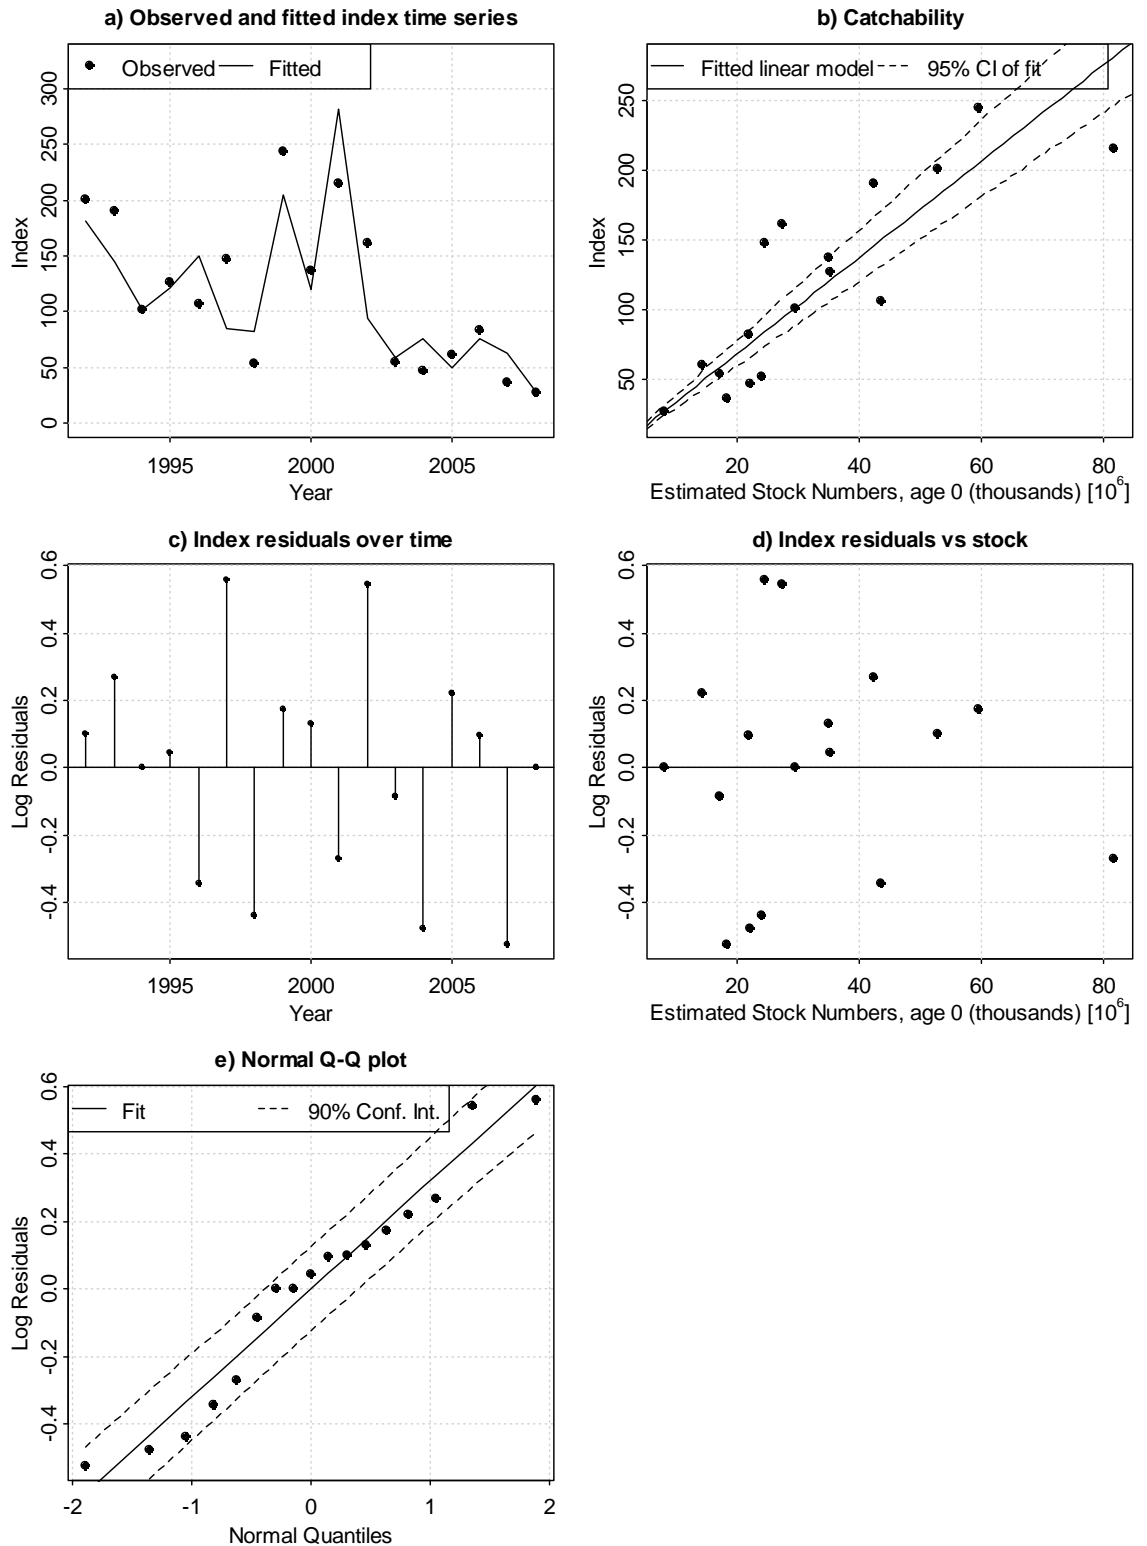 a) Observed and fitted index time series
Observed Fitted
Index
0 50 100 150 200 250 300
1995 2000 2005
Year
b) Catchability
Fitted linear model 95% CI of fit
Index
50 100 150 200 250
20 40 60 80
Estimated Stock Numbers, age 0 (thousands) [10^6]
c) Index residuals over time
Log Residuals
-0.4 -0.2 0.0 0.2 0.4 0.6
1995 2000 2005
Year
d) Index residuals vs stock
Log Residuals
-0.4 -0.2 0.0 0.2 0.4 0.6
20 40 60 80
Estimated Stock Numbers, age 0 (thousands) [10^6]
e) Normal Q-Q plot
Fit 90% Conf. Int.
Log Residuals
-0.4 -0.2 0.0 0.2 0.4 0.6
-2 -1 0 1 2
Normal Quantiles